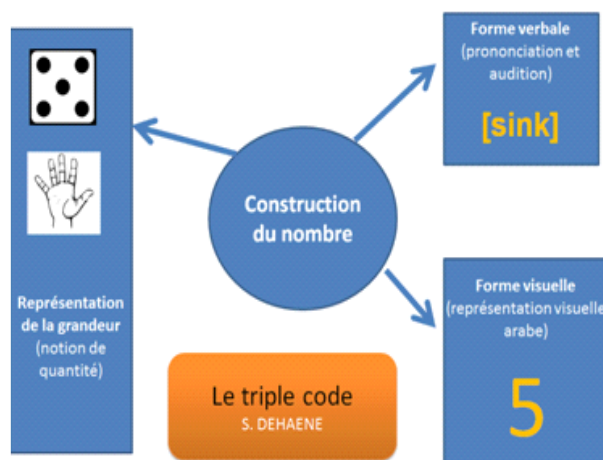 Forme verbale
(prononciation et
audition)
[sink]
Construction
du nombre
Représentation
de la grandeur
(notion de
quantité)
Forme visuelle
(représentation visuelle
arabe)
5
Le triple code
S. DEHAENE